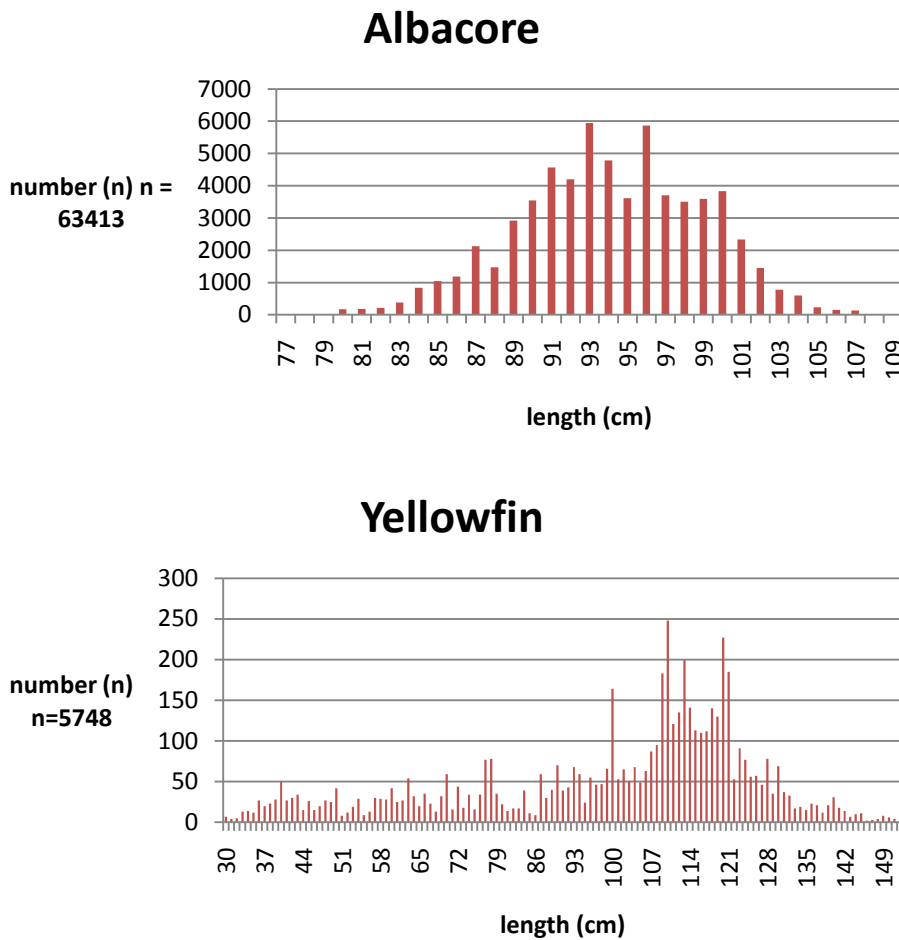 Albacore
7000
6000
5000
4000
3000
2000
1000
0
number (n) n =
63413
77 79 81 83 85 87 89 91 93 95 97 99 101 103 105 107 109
length (cm)
Yellowfin
300
250
200
150
100
50
0
number (n)
n=5748
30 37 44 51 58 65 72 79 86 93 100 107 114 121 128 135 142 149
length (cm)